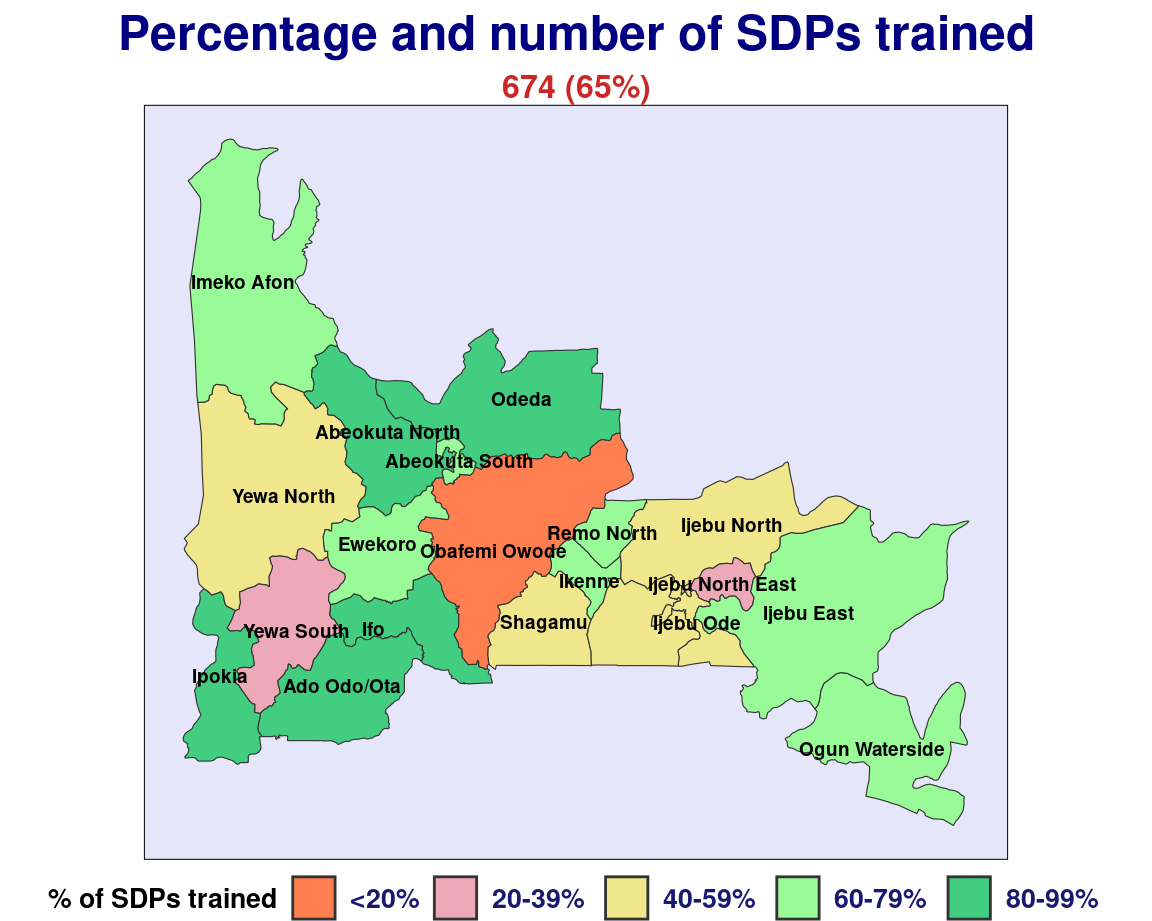 Percentage and number of SDPs trained
674 (65%)
Imeko Afon
Odeda
Abeokuta North
Abeokuta South
Yewa North
Ijebu North
Remo North
Ewekoro
Obafemi Owode
Ikenne
Ijebu North East
Ijebu East
Shagamu
Ijebu Ode
Yewa South
Ifo
Ipokia
Ado Odo/Ota
Ogun Waterside
% of SDPs trained <20% 20-39% 40-59% 60-79% 80-99%